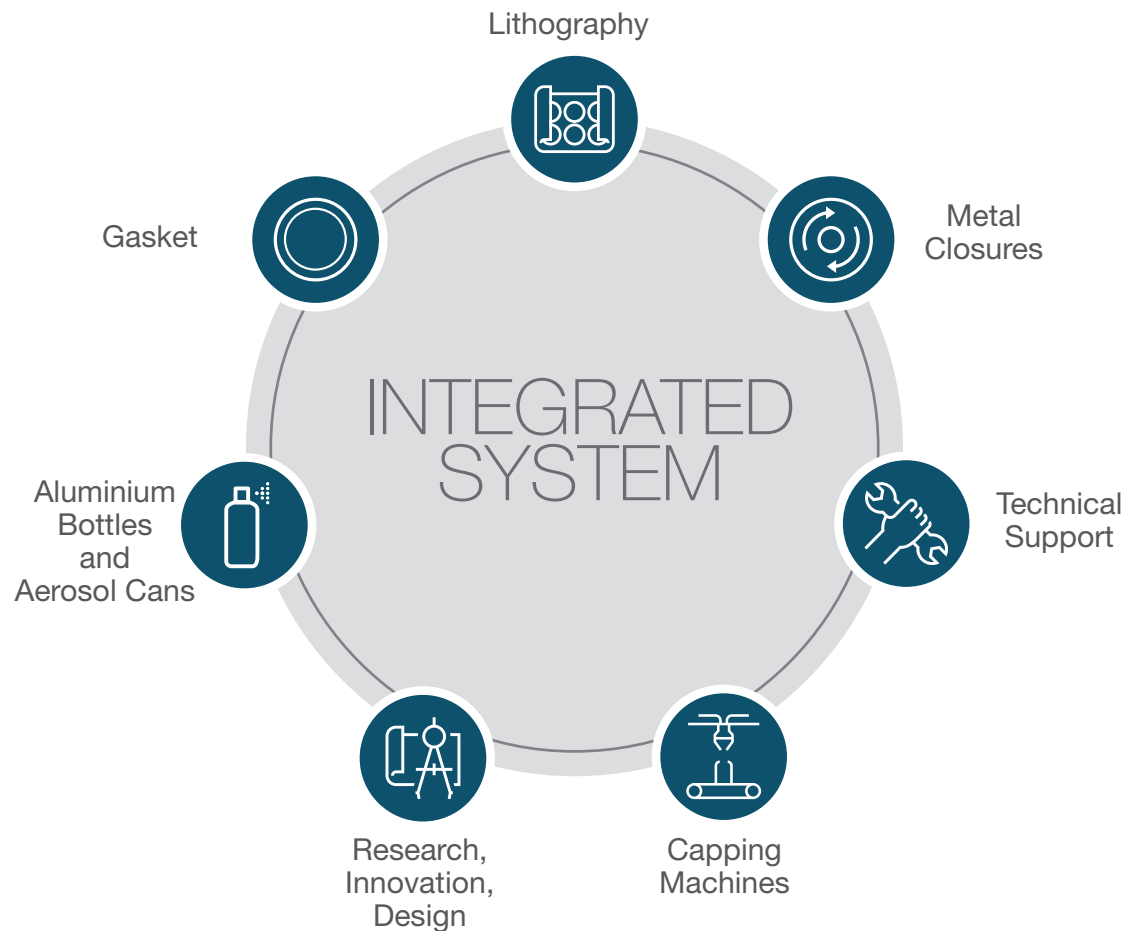 Lithography
Metal
Closures
Gasket
INTEGRATED
SYSTEM
Technical
Support
Aluminium
Bottles
and
Aerosol Cans
Capping
Machines
Research,
Innovation,
Design